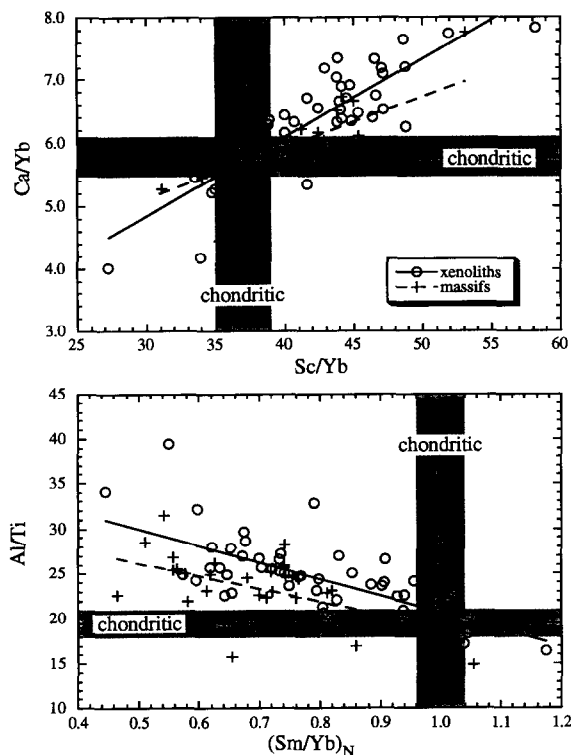 8.0
7.0
6.0
5.0
4.0
3.0
Ca/Yb
chondritic
chondritic
xenoliths
massifs
25 30 35 40 45 50 55 60
Sc/Yb
45
40
35
30
25
20
15
10
Al/Ti
chondritic
chondritic
0.4 0.5 0.6 0.7 0.8 0.9 1.0 1.1 1.2
(Sm/Yb)N